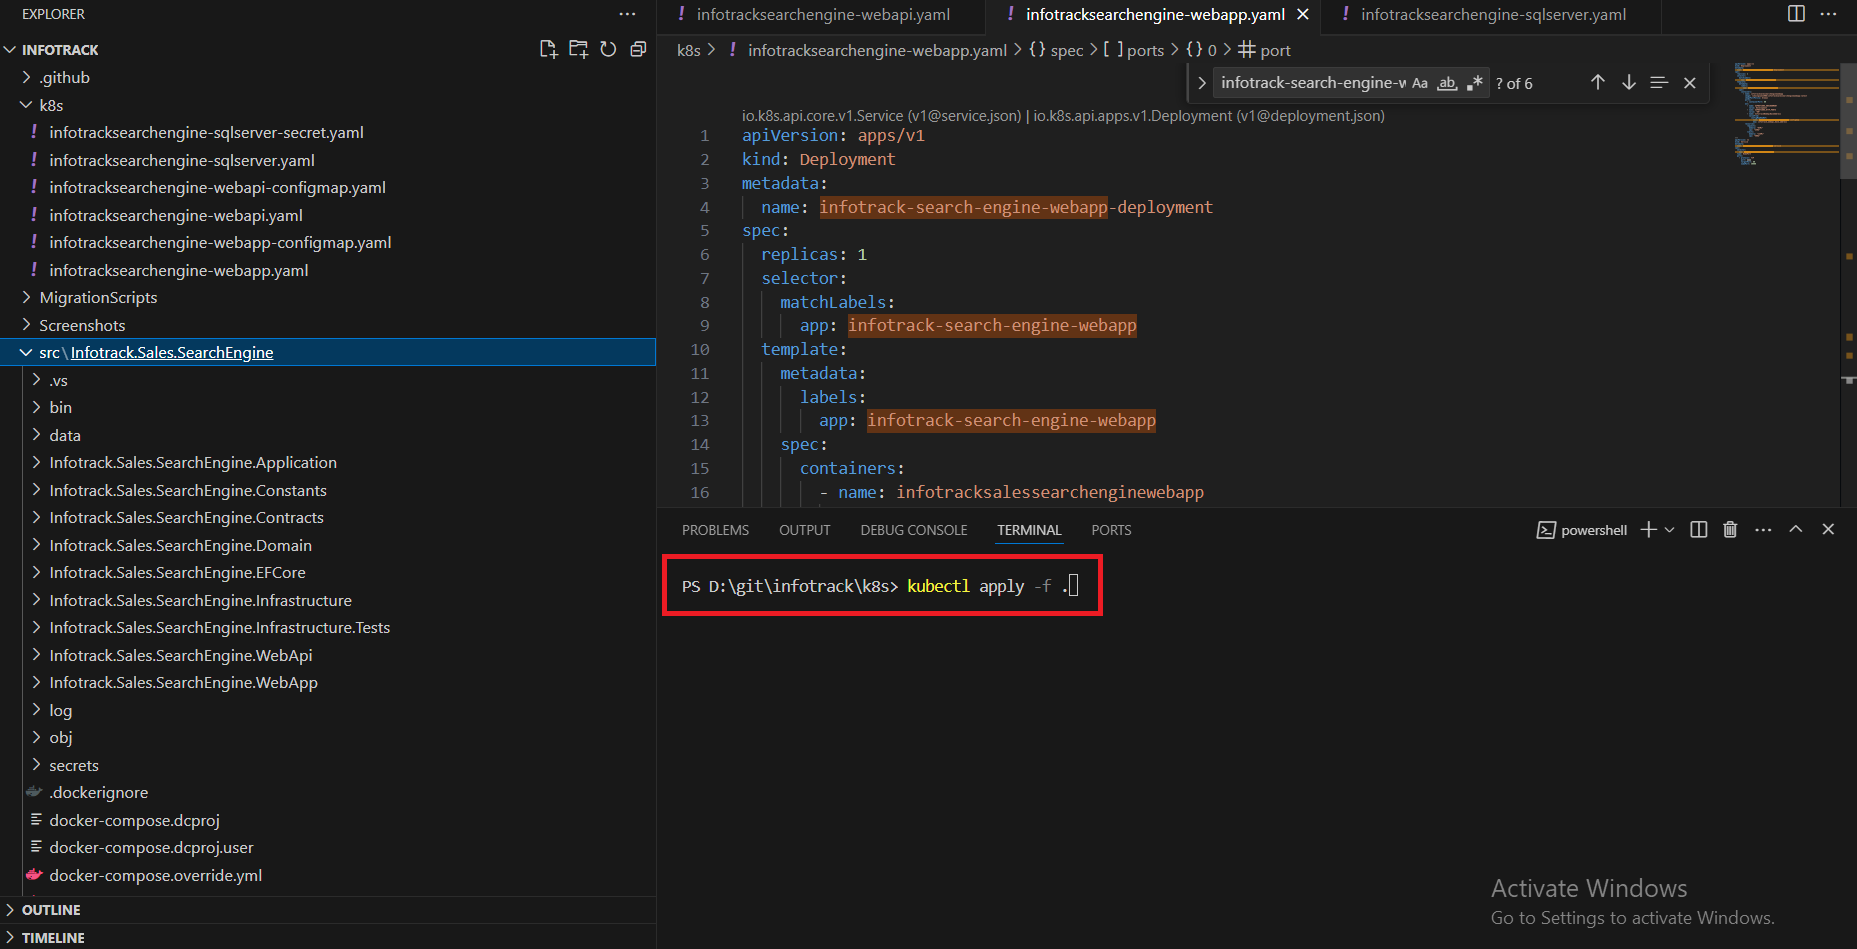 EXPLORER
INFOTRACK
.github
k8s
infotracksearchengine-sqlserver-secret.yaml
infotracksearchengine-sqlserver.yaml
infotracksearchengine-webapi-configmap.yaml
infotracksearchengine-webapi.yaml
infotracksearchengine-webapp-configmap.yaml
infotracksearchengine-webapp.yaml
MigrationScripts
Screenshots
src\Infotrack.Sales.SearchEngine
.vs
bin
data
Infotrack.Sales.SearchEngine.Application
Infotrack.Sales.SearchEngine.Constants
Infotrack.Sales.SearchEngine.Contracts
Infotrack.Sales.SearchEngine.Domain
Infotrack.Sales.SearchEngine.EFCore
Infotrack.Sales.SearchEngine.Infrastructure
Infotrack.Sales.SearchEngine.Infrastructure.Tests
Infotrack.Sales.SearchEngine.WebApi
Infotrack.Sales.SearchEngine.WebApp
log
obj
secrets
.dockerignore
docker-compose.dcproj
docker-compose.dcproj.user
docker-compose.override.yml
OUTLINE
TIMELINE
! infotracksearchengine-webapi.yaml ! infotracksearchengine-webapp.yaml ! infotracksearchengine-sqlserver.yaml
k8s > ! infotracksearchengine-webapp.yaml > {} spec > [ ] ports > {} 0 > # port
infotrack-search-engine-w Aa ab .* ? of 6
io.k8s.api.core.v1.Service (v1@service.json) | io.k8s.api.apps.v1.Deployment (v1@deployment.json)
1 apiVersion: apps/v1
2 kind: Deployment
3 metadata:
4 name: infotrack-search-engine-webapp-deployment
5 spec:
6 replicas: 1
7 selector:
8 matchLabels:
9 app: infotrack-search-engine-webapp
10 template:
11 metadata:
12 labels:
13 app: infotrack-search-engine-webapp
14 spec:
15 containers:
16 - name: infotracksalessearchenginewebapp
PROBLEMS OUTPUT DEBUG CONSOLE TERMINAL PORTS powershell
PS D:\git\infotrack\k8s> kubectl apply -f .
Activate Windows
Go to Settings to activate Windows.